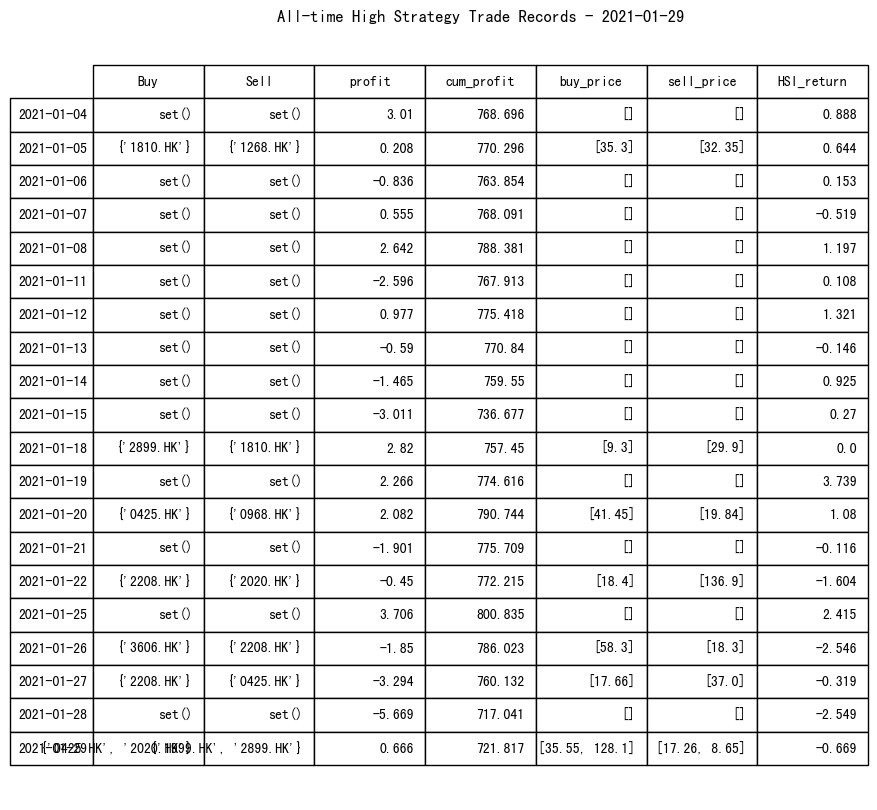 All-time High Strategy Trade Records - 2021-01-29
Buy Sell profit cum_profit buy_price sell_price HSI_return
2021-01-04 set() set() 3.01 768.696 [] [] 0.888
2021-01-05 {'1810.HK'} {'1268.HK'} 0.208 770.296 [35.3] [32.35] 0.644
2021-01-06 set() set() -0.836 763.854 [] [] 0.153
2021-01-07 set() set() 0.555 768.091 [] [] -0.519
2021-01-08 set() set() 2.642 788.381 [] [] 1.197
2021-01-11 set() set() -2.596 767.913 [] [] 0.108
2021-01-12 set() set() 0.977 775.418 [] [] 1.321
2021-01-13 set() set() -0.59 770.84 [] [] -0.146
2021-01-14 set() set() -1.465 759.55 [] [] 0.925
2021-01-15 set() set() -3.011 736.677 [] [] 0.27
2021-01-18 {'2899.HK'} {'1810.HK'} 2.82 757.45 [9.3] [29.9] 0.0
2021-01-19 set() set() 2.266 774.616 [] [] 3.739
2021-01-20 {'0425.HK'} {'0968.HK'} 2.082 790.744 [41.45] [19.84] 1.08
2021-01-21 set() set() -1.901 775.709 [] [] -0.116
2021-01-22 {'2208.HK'} {'2020.HK'} -0.45 772.215 [18.4] [136.9] -1.604
2021-01-25 set() set() 3.706 800.835 [] [] 2.415
2021-01-26 {'3606.HK'} {'2208.HK'} -1.85 786.023 [58.3] [18.3] -2.546
2021-01-27 {'2208.HK'} {'0425.HK'} -3.294 760.132 [17.66] [37.0] -0.319
2021-01-28 set() set() -5.669 717.041 [] [] -2.549
'2899.HK'} 0.666 721.817 [35.55, 128.1] [17.26, 8.65] -0.669